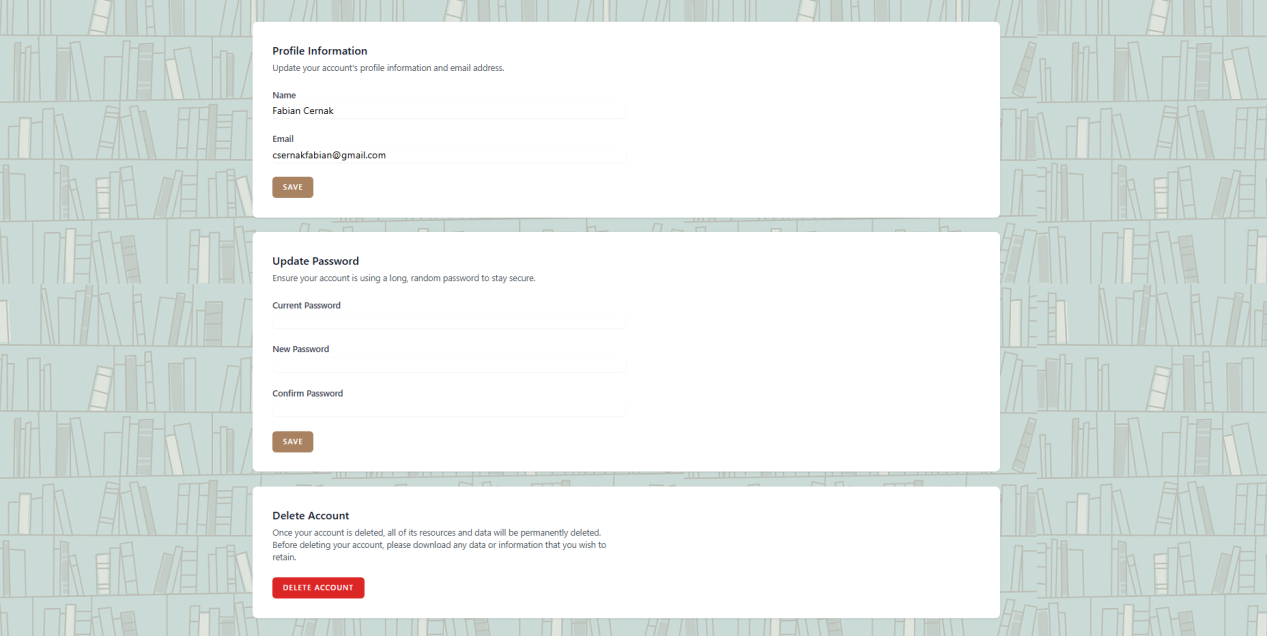 Profile Information
Update your account's profile information and email address.
Name
Fabian Cernak
Email
csernakfabian@gmail.com
SAVE
Update Password
Ensure your account is using a long, random password to stay secure.
Current Password
New Password
Confirm Password
SAVE
Delete Account
Once your account is deleted, all of its resources and data will be permanently deleted.
Before deleting your account, please download any data or information that you wish to
retain.
DELETE ACCOUNT